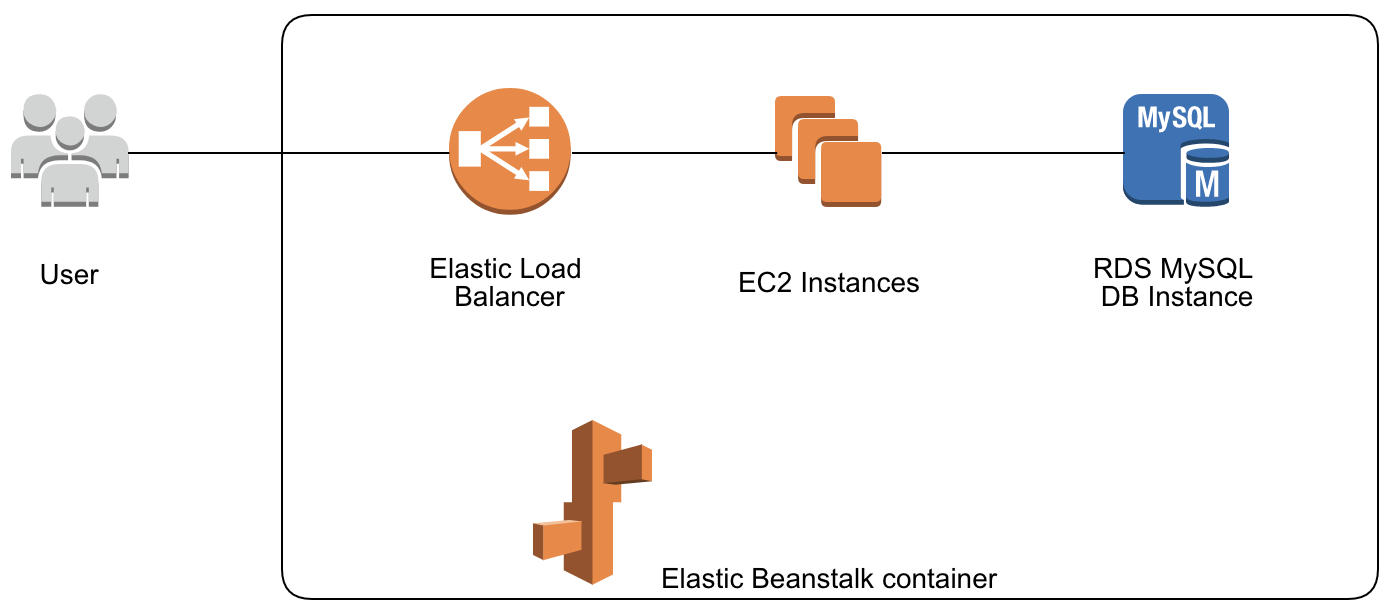 MySQL
M
User
Elastic Load
Balancer
EC2 Instances
RDS MySQL
DB Instance
Elastic Beanstalk container